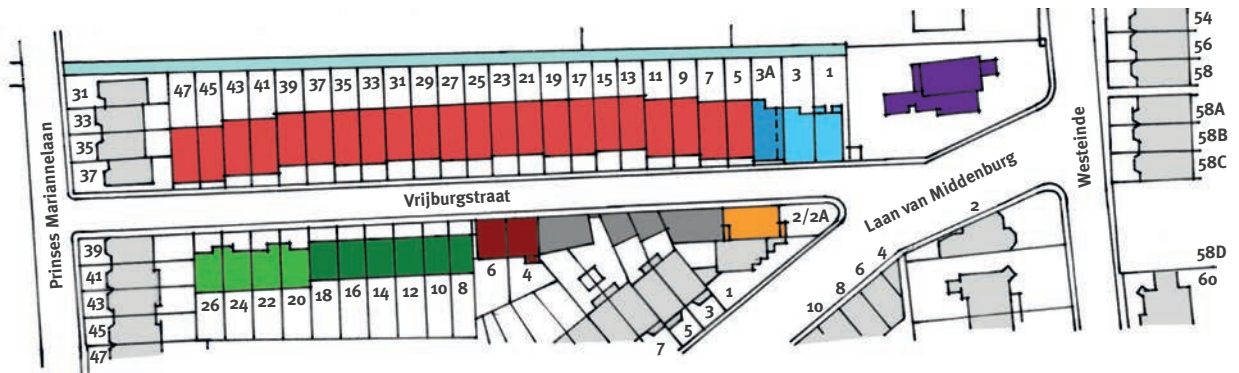 47 45 43 41 39 37 35 33 31 29 27 25 23 21 19 17 15 13 11 9 7 5 3A 3 1
31
33
35
37
Prinses Mariannelaan
Vrijburgstraat
39
41
43
45
47
26 24 22 20 18 16 14 12 10 8 6 4
2/2A
1
3
5
7
Laan van Middenburg
2
4
6
8
10
Westeinde
54
56
58
58A
58B
58C
58D
60